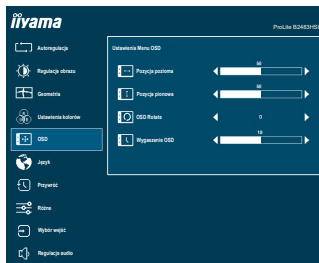 iiyama
ProLite B2483HS
Autoregulacja
Regulacja obrazu
Geometria
Ustawienia kolorów
OSD
Język
Przywróć
Różne
Wybór wejść
Regulacja audio
Ustawienia Menu OSD
Pozycja pozioma
50
Pozycja pionowa
50
OSD Rotate
0
Wygaszenie OSD
10